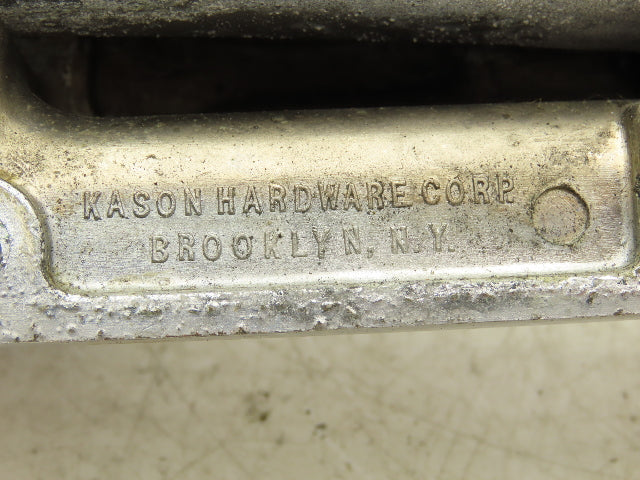 KASON HARDWARE CORP.
BROOKLYN, N.Y.